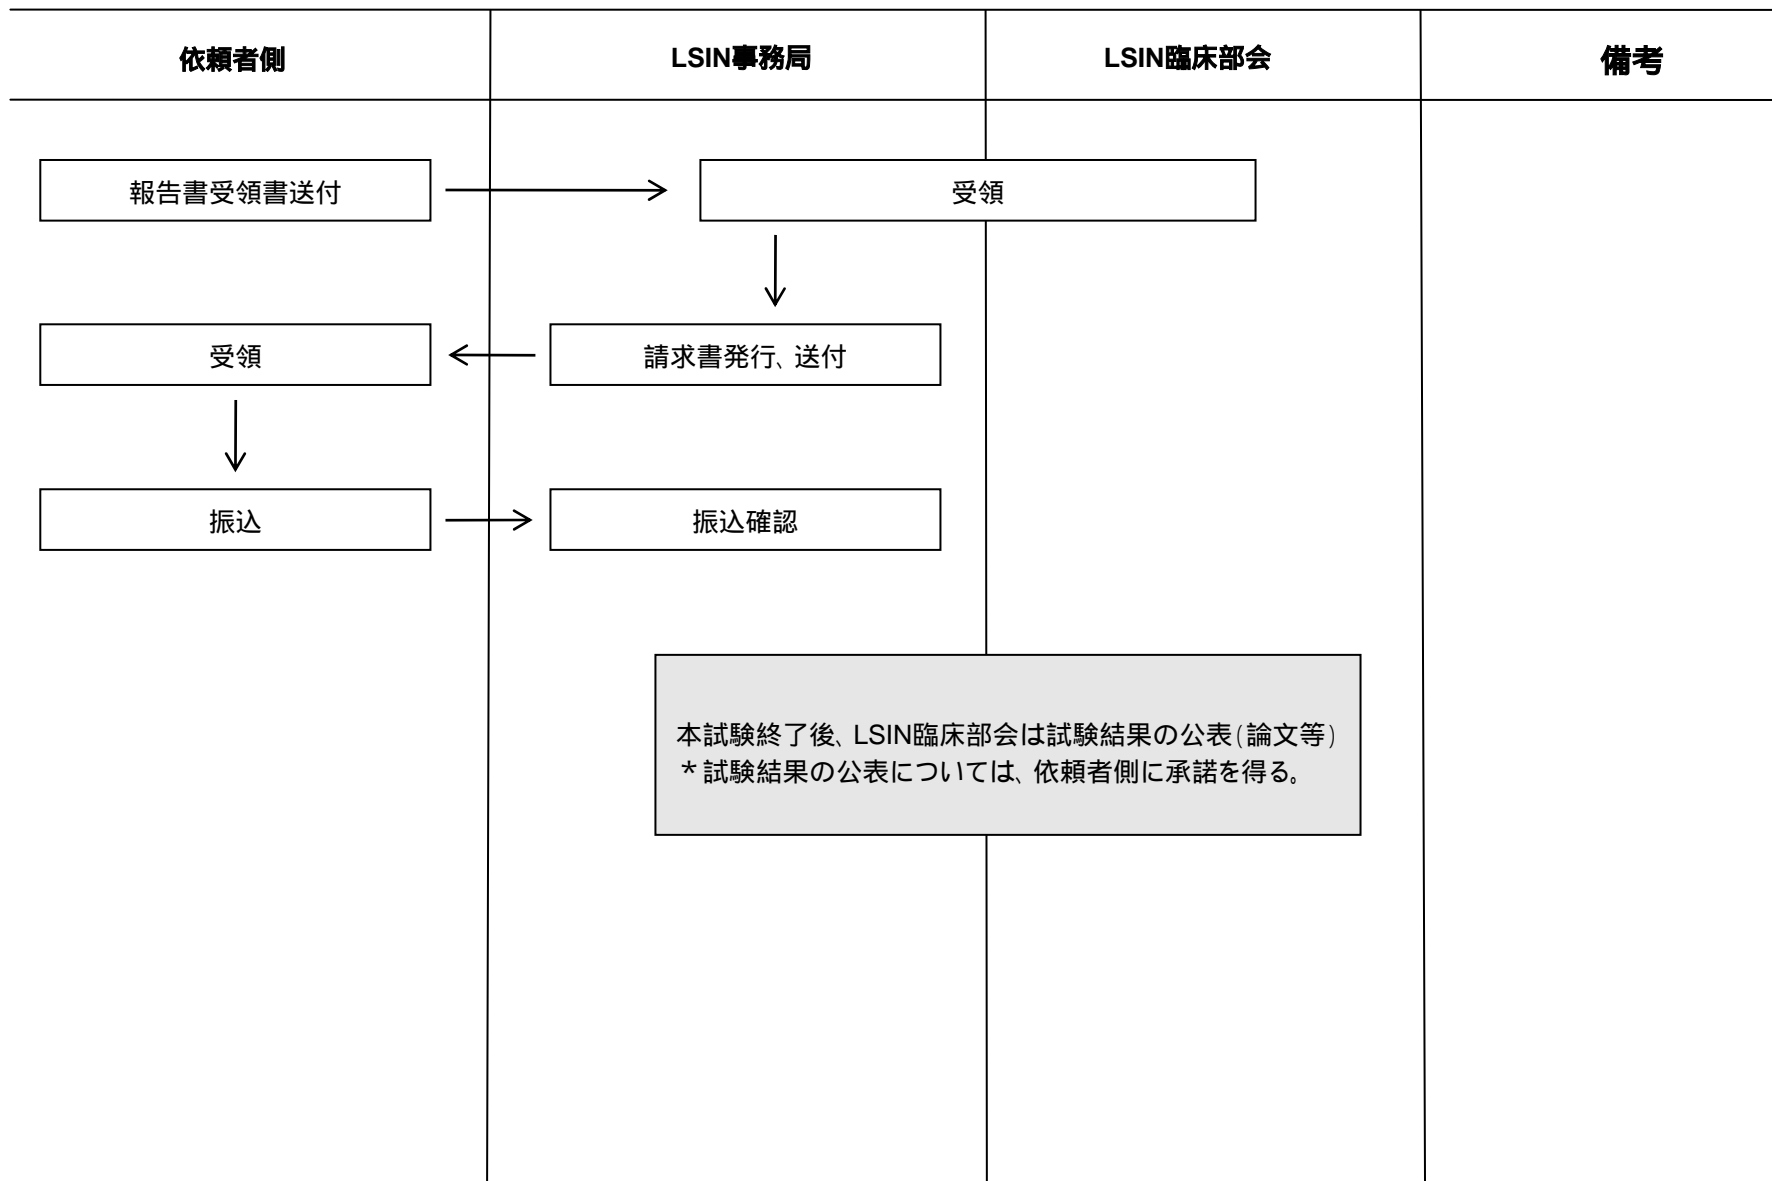 依頼者側
LSIN事務局
LSIN臨床部会
備考
報告書受領書送付
受領
受領
請求書発行、送付
振込
振込確認
本試験終了後、LSIN臨床部会は試験結果の公表(論文等)
*試験結果の公表については、依頼者側に承諾を得る。